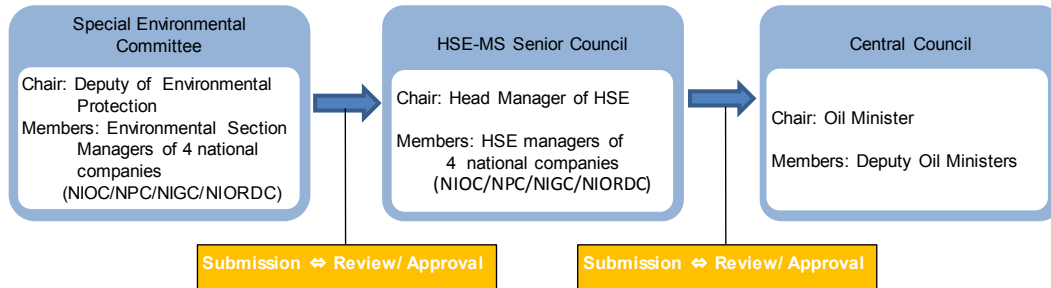 Special Environmental
Committee
Chair: Deputy of Environmental
Protection
Members: Environmental Section
Managers of 4 national
companies
(NIOC/NPC/NIGC/NIORDC)
HSE-MS Senior Council
Chair: Head Manager of HSE
Members: HSE managers of
4 national companies
(NIOC/NPC/NIGC/NIORDC)
Central Council
Chair: Oil Minister
Members: Deputy Oil Ministers
Submission ⇔ Review/ Approval
Submission ⇔ Review/ Approval